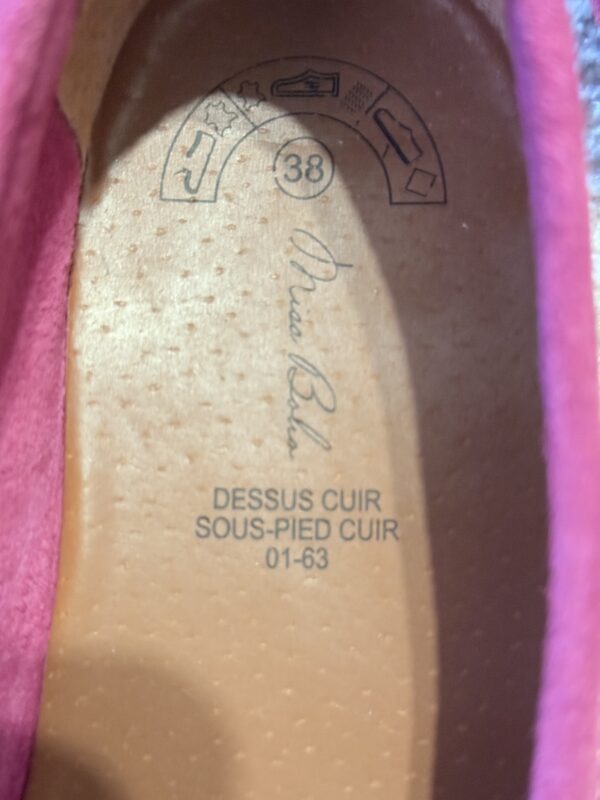 38
Miss Boho
DESSUS CUIR
SOUS-PIED CUIR
01-63